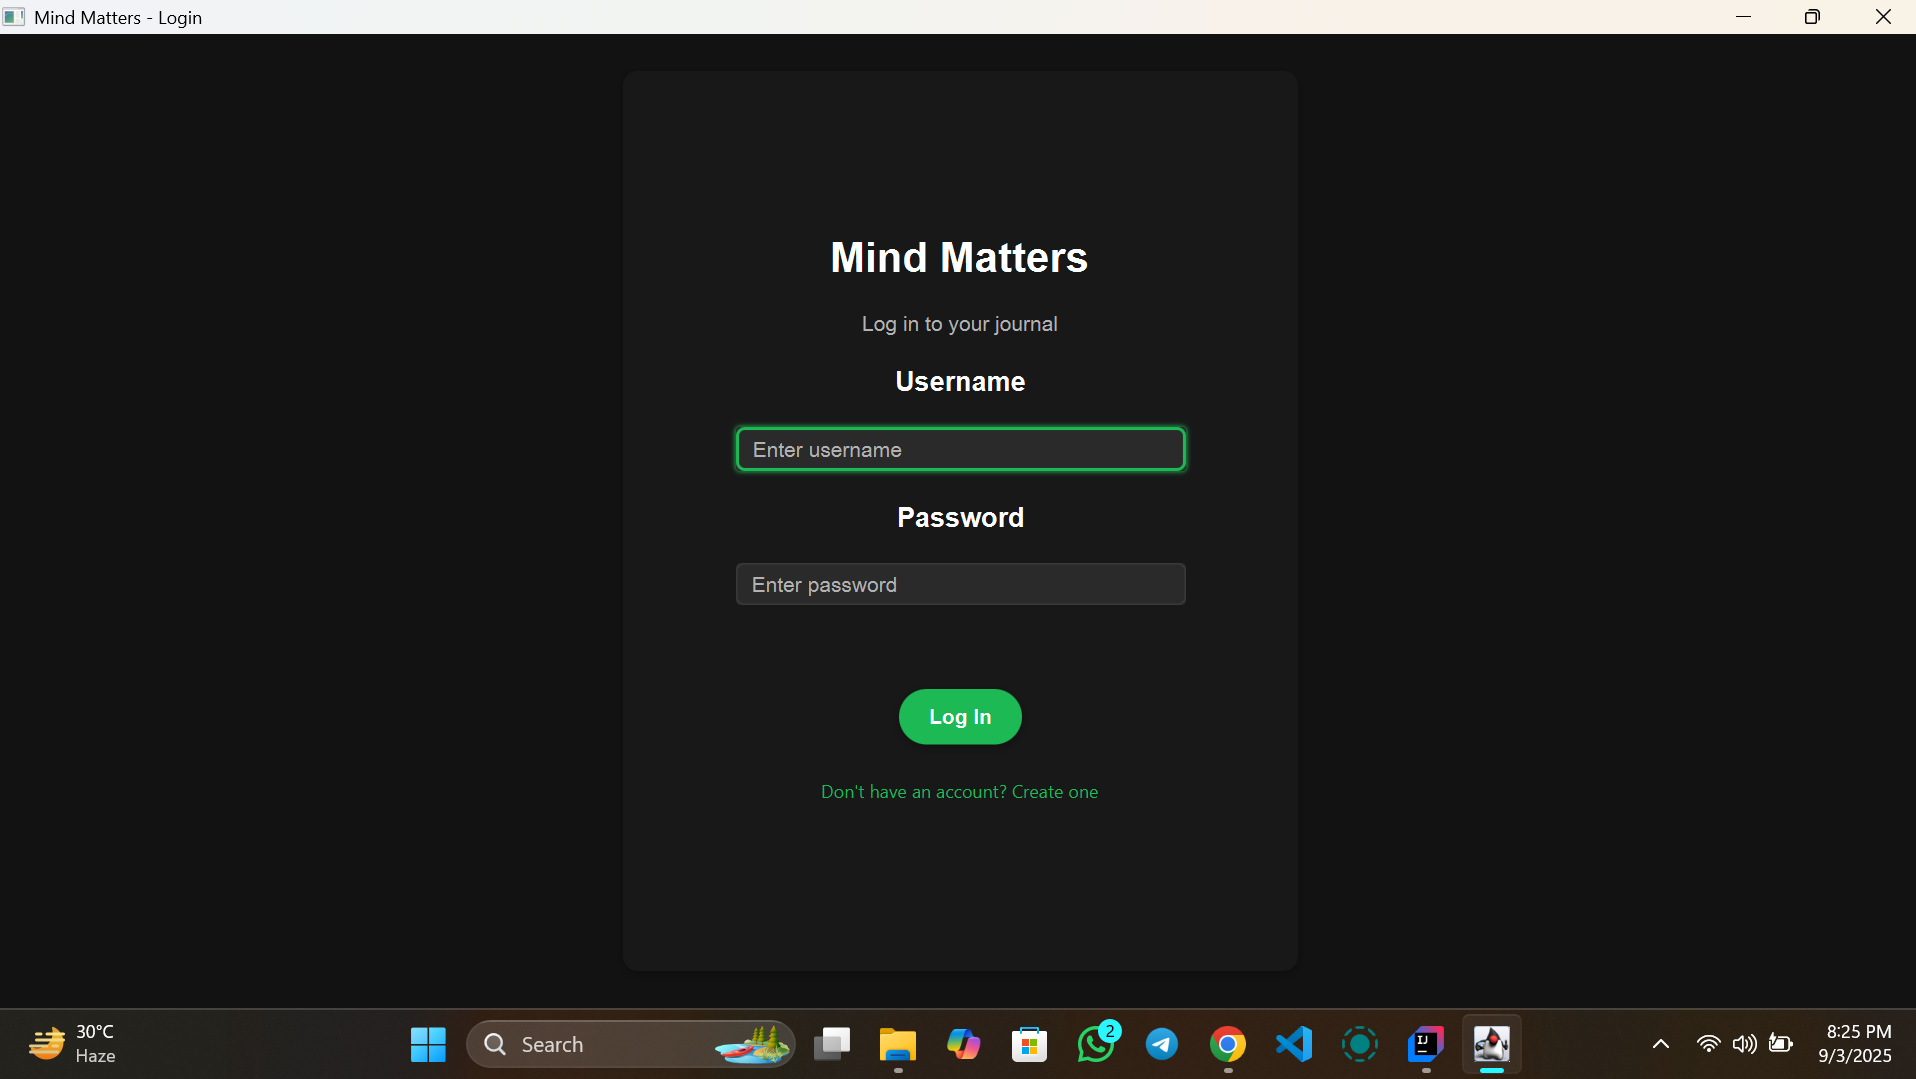 Mind Matters - Login
Mind Matters
Log in to your journal
Username
Enter username
Password
Enter password
Log In
Don't have an account? Create one
30°C
Haze
Search
2
IJ
8:25 PM
9/3/2025